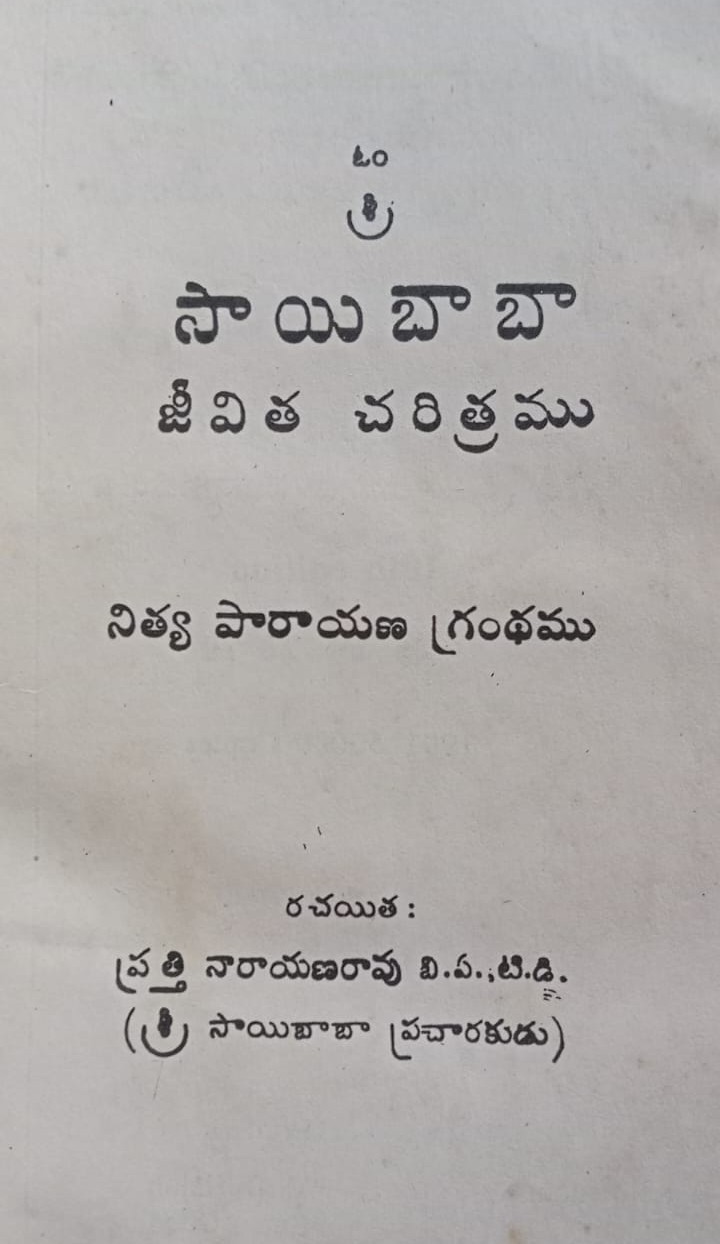 ఓం
శ్రీ
సాయిబాబా
జీవిత చరిత్రము
నిత్య పారాయణ గ్రంథము
రచయిత :
ప్రత్తి నారాయణరావు బి.ఏ.,టి.డి.
(శ్రీ సాయిబాబా ప్రచారకుడు)